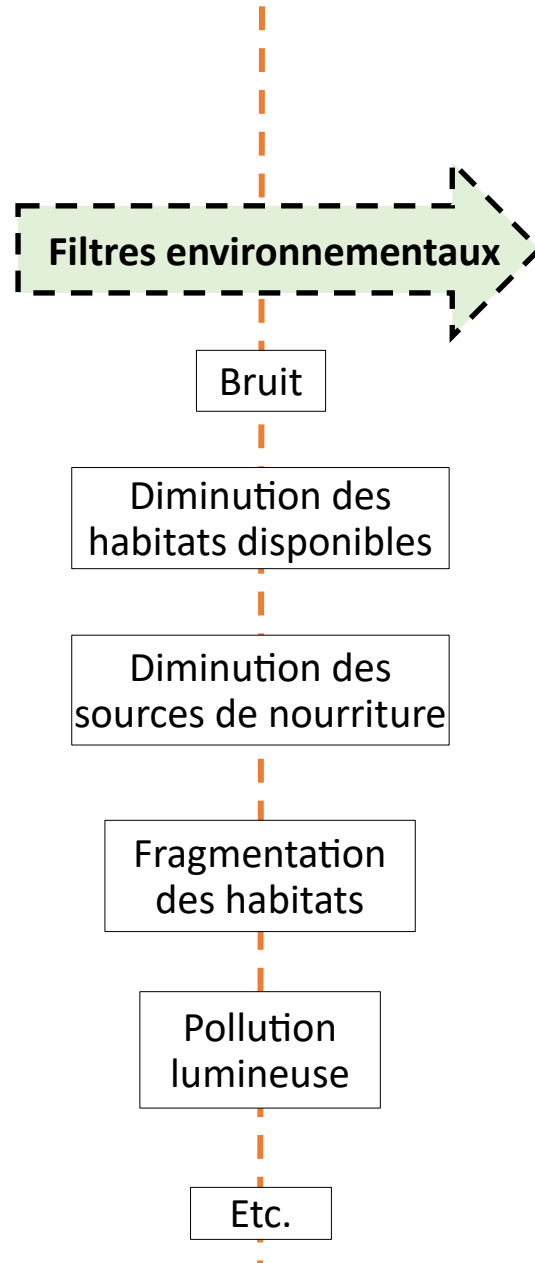 Filtres environnementaux
Bruit
Diminution des
habitats disponibles
Diminution des
sources de nourriture
Fragmentation
des habitats
Pollution
lumineuse
Etc.